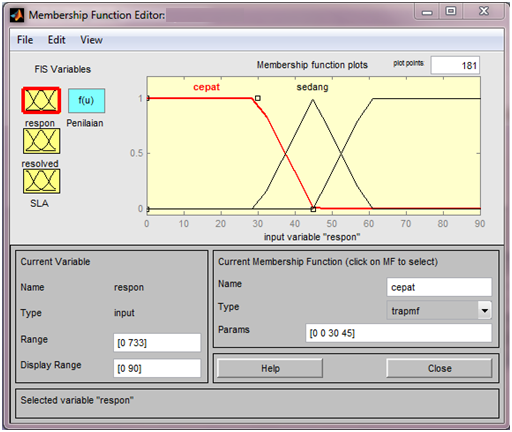 Membership Function Editor:
File Edit View
FIS Variables
Membership function plots
plot points
181
f(u)
respon
Penilaian
resolved
SLA
cepat
sedang
1
0.5
0
0 10 20 30 40 50 60 70 80 90
input variable "respon"
Current Variable
Name respon
Type input
Range [0 733]
Display Range [0 90]
Current Membership Function (click on MF to select)
Name cepat
Type trapmf
Params [0 0 30 45]
Help Close
Selected variable "respon"